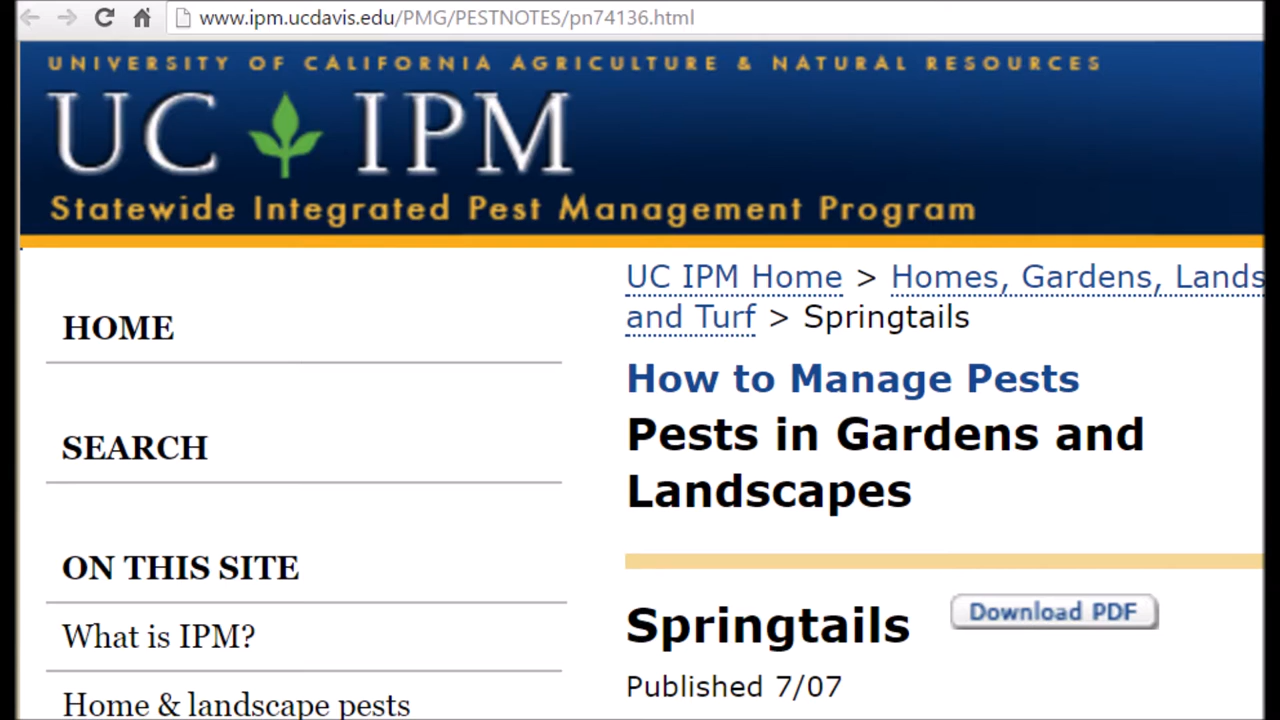 www.ipm.ucdavis.edu/PMG/PESTNOTES/pn74136.html
UNIVERSITY OF CALIFORNIA AGRICULTURE & NATURAL RESOURCES
UC IPM
Statewide Integrated Pest Management Program
HOME
SEARCH
ON THIS SITE
What is IPM?
Home & landscape pests
UC IPM Home > Homes, Gardens, Lands
and Turf > Springtails
How to Manage Pests
Pests in Gardens and
Landscapes
Springtails
Download PDF
Published 7/07